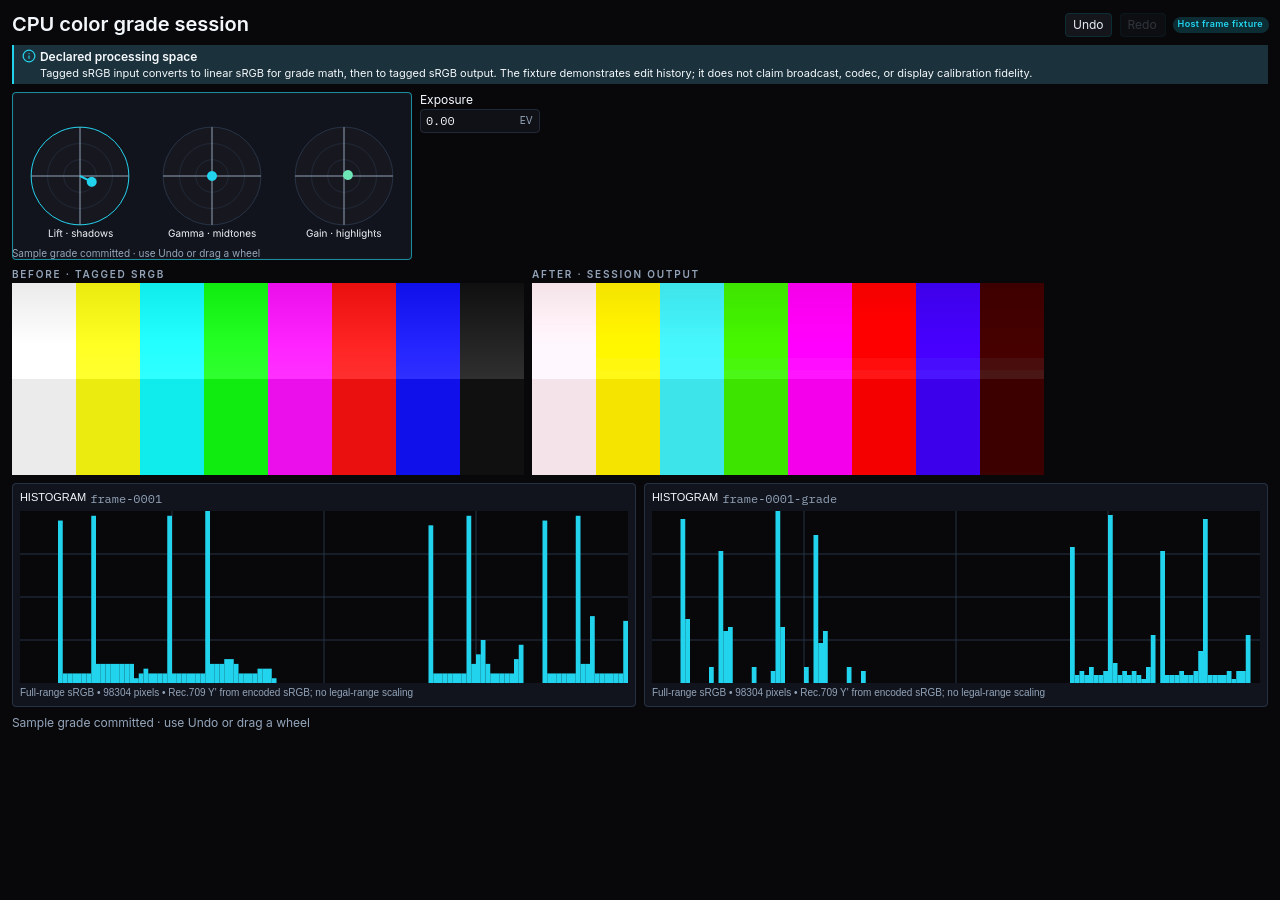 CPU color grade session
Undo
Redo
Host frame fixture
Declared processing space
Tagged sRGB input converts to linear sRGB for grade math, then to tagged sRGB output. The fixture demonstrates edit history; it does not claim broadcast, codec, or display calibration fidelity.
Exposure
0.00 EV
Lift · shadows
Gamma · midtones
Gain · highlights
Sample grade committed · use Undo or drag a wheel
BEFORE · TAGGED SRGB
AFTER · SESSION OUTPUT
HISTOGRAM frame-0001
Full-range sRGB • 98304 pixels • Rec.709 Y' from encoded sRGB; no legal-range scaling
HISTOGRAM frame-0001-grade
Full-range sRGB • 98304 pixels • Rec.709 Y' from encoded sRGB; no legal-range scaling
Sample grade committed · use Undo or drag a wheel